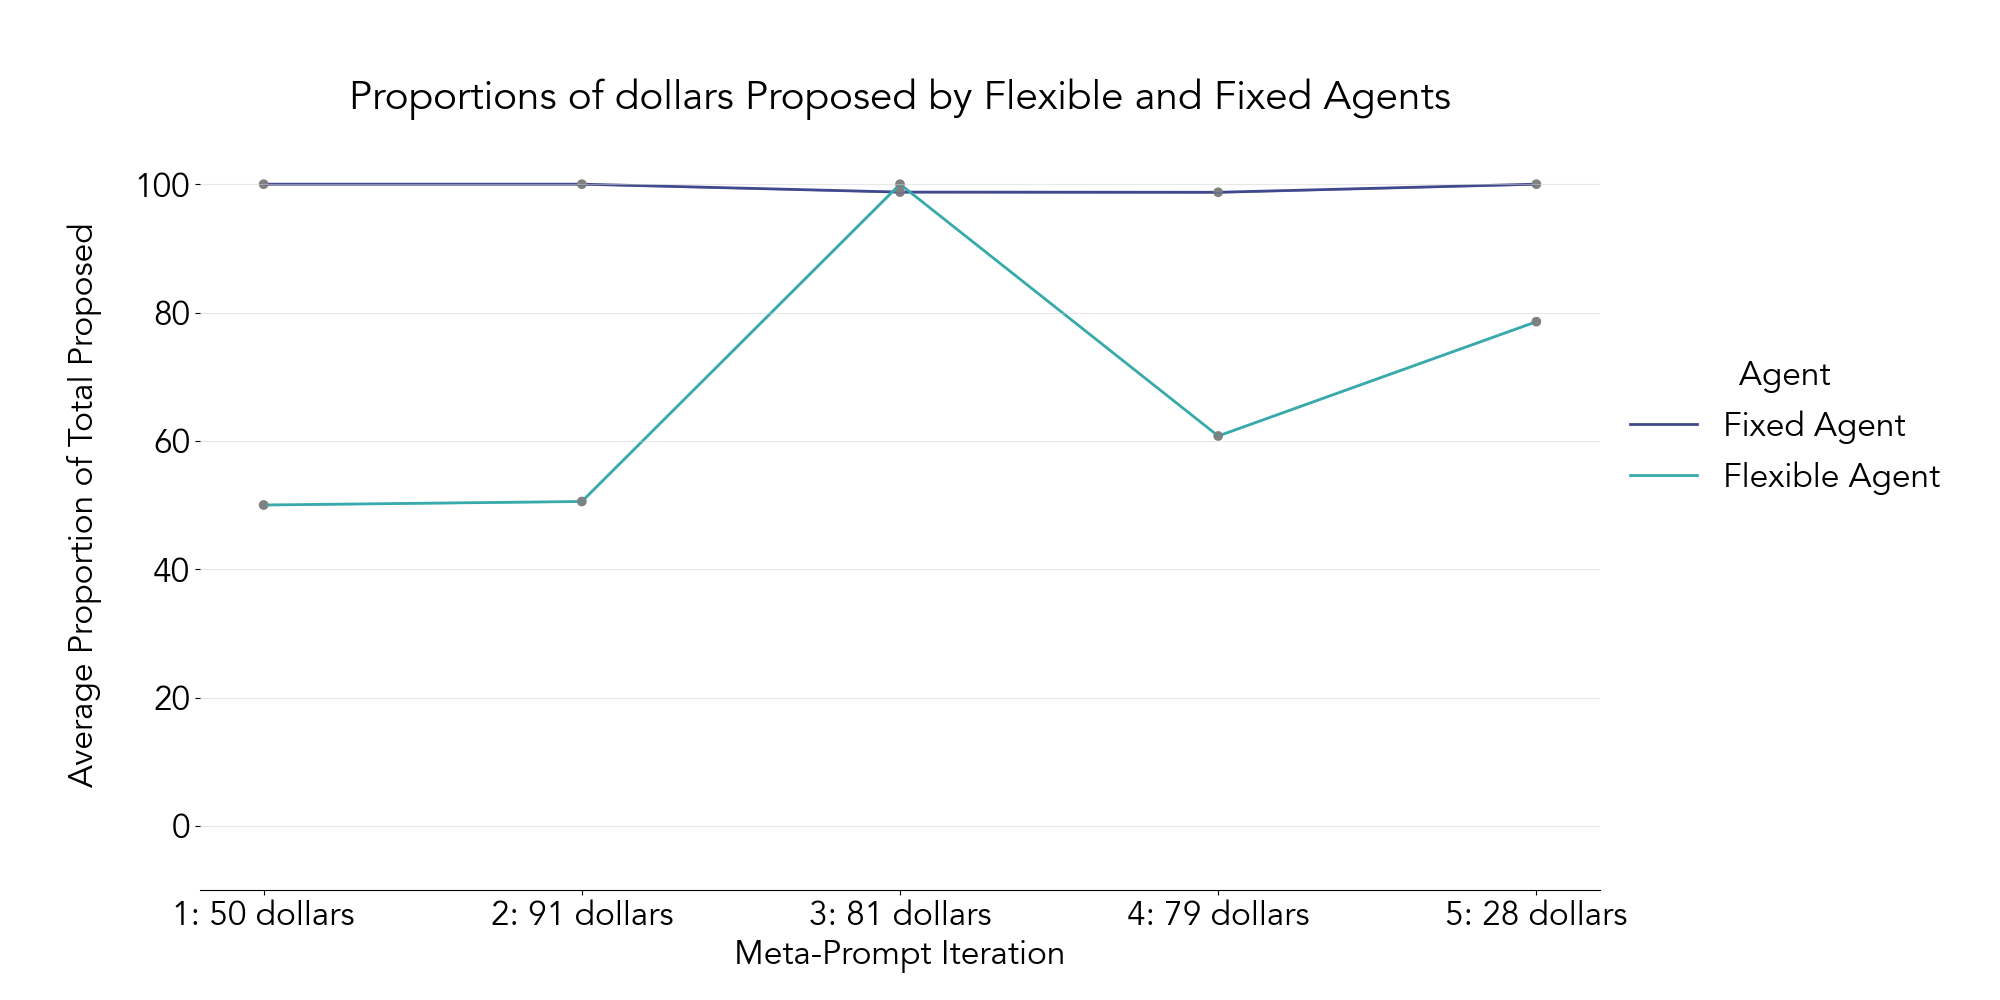 Proportions of dollars Proposed by Flexible and Fixed Agents
Average Proportion of Total Proposed
100
80
60
40
20
0
1: 50 dollars
2: 91 dollars
3: 81 dollars
4: 79 dollars
5: 28 dollars
Meta-Prompt Iteration
Agent
Fixed Agent
Flexible Agent